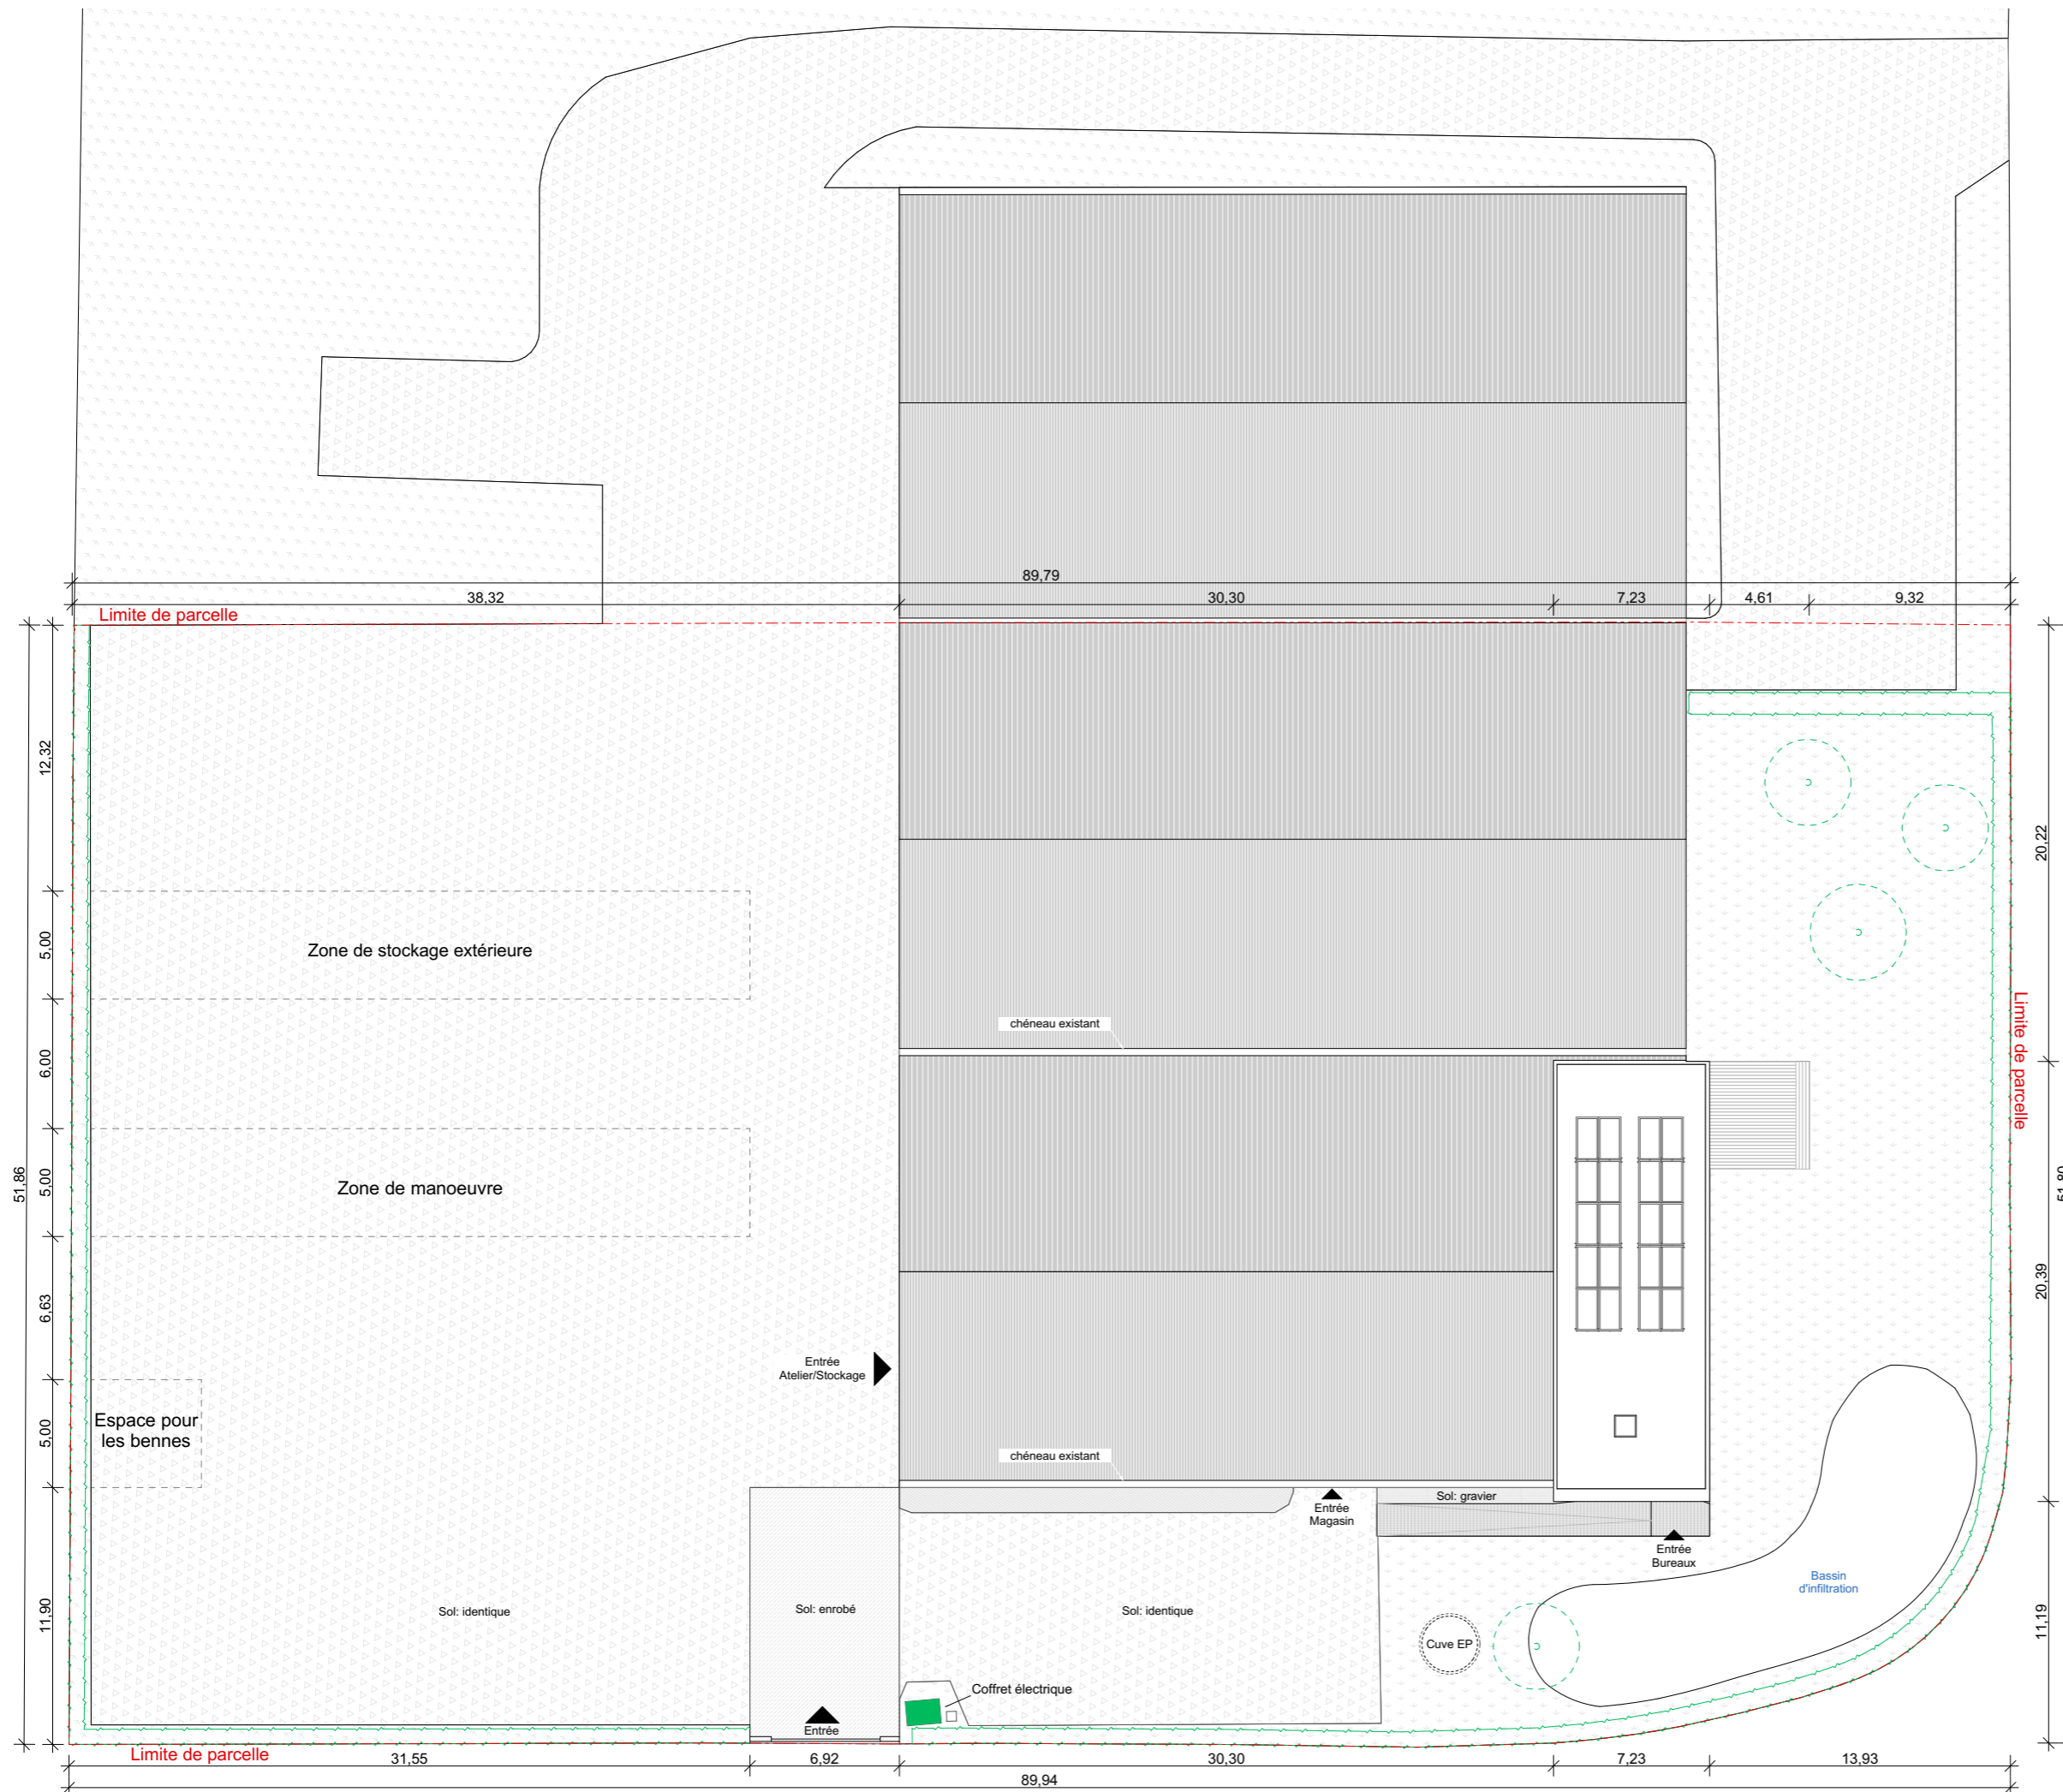 89,79
38,32
30,30
7,23
4,61
9,32
Limite de parcelle
12,32
5,00
6,00
5,00
6,63
5,00
11,90
51,86
20,22
20,39
11,19
51,80
Limite de parcelle
Zone de stockage extérieure
chéneau existant
Zone de manoeuvre
Entrée
Atelier/Stockage
Espace pour
les bennes
chéneau existant
Sol: gravier
Entrée
Magasin
Entrée
Bureaux
Bassin
d'infiltration
Sol: identique
Sol: enrobé
Sol: identique
Cuve EP
Coffret électrique
Entrée
Limite de parcelle
31,55
6,92
30,30
7,23
13,93
89,94